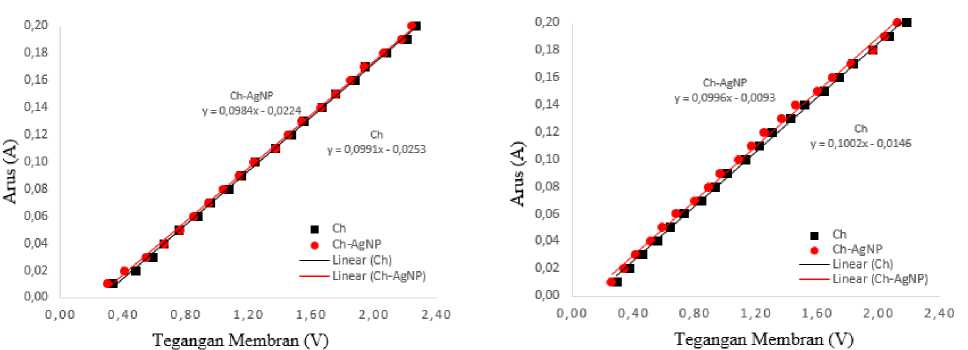 0,20
0,18
0,16
0,14
0,12
0,10
0,08
0,06
0,04
0,02
0,00
Arus (A)
Ch-AgNP
y = 0,0984x - 0,0224
Ch
y = 0,0991x - 0,0253
Ch
Ch-AgNP
Linear (Ch)
Linear (Ch-AgNP)
0,00 0,40 0,80 1,20 1,60 2,00 2,40
Tegangan Membran (V)
0,20
0,18
0,16
0,14
0,12
0,10
0,08
0,06
0,04
0,02
0,00
Arus (A)
Ch-AgNP
y = 0,0996x - 0,0093
Ch
y = 0,1002x - 0,0146
Ch
Ch-AgNP
Linear (Ch)
Linear (Ch-AgNP)
0,00 0,40 0,80 1,20 1,60 2,00 2,40
Tegangan Membran (V)